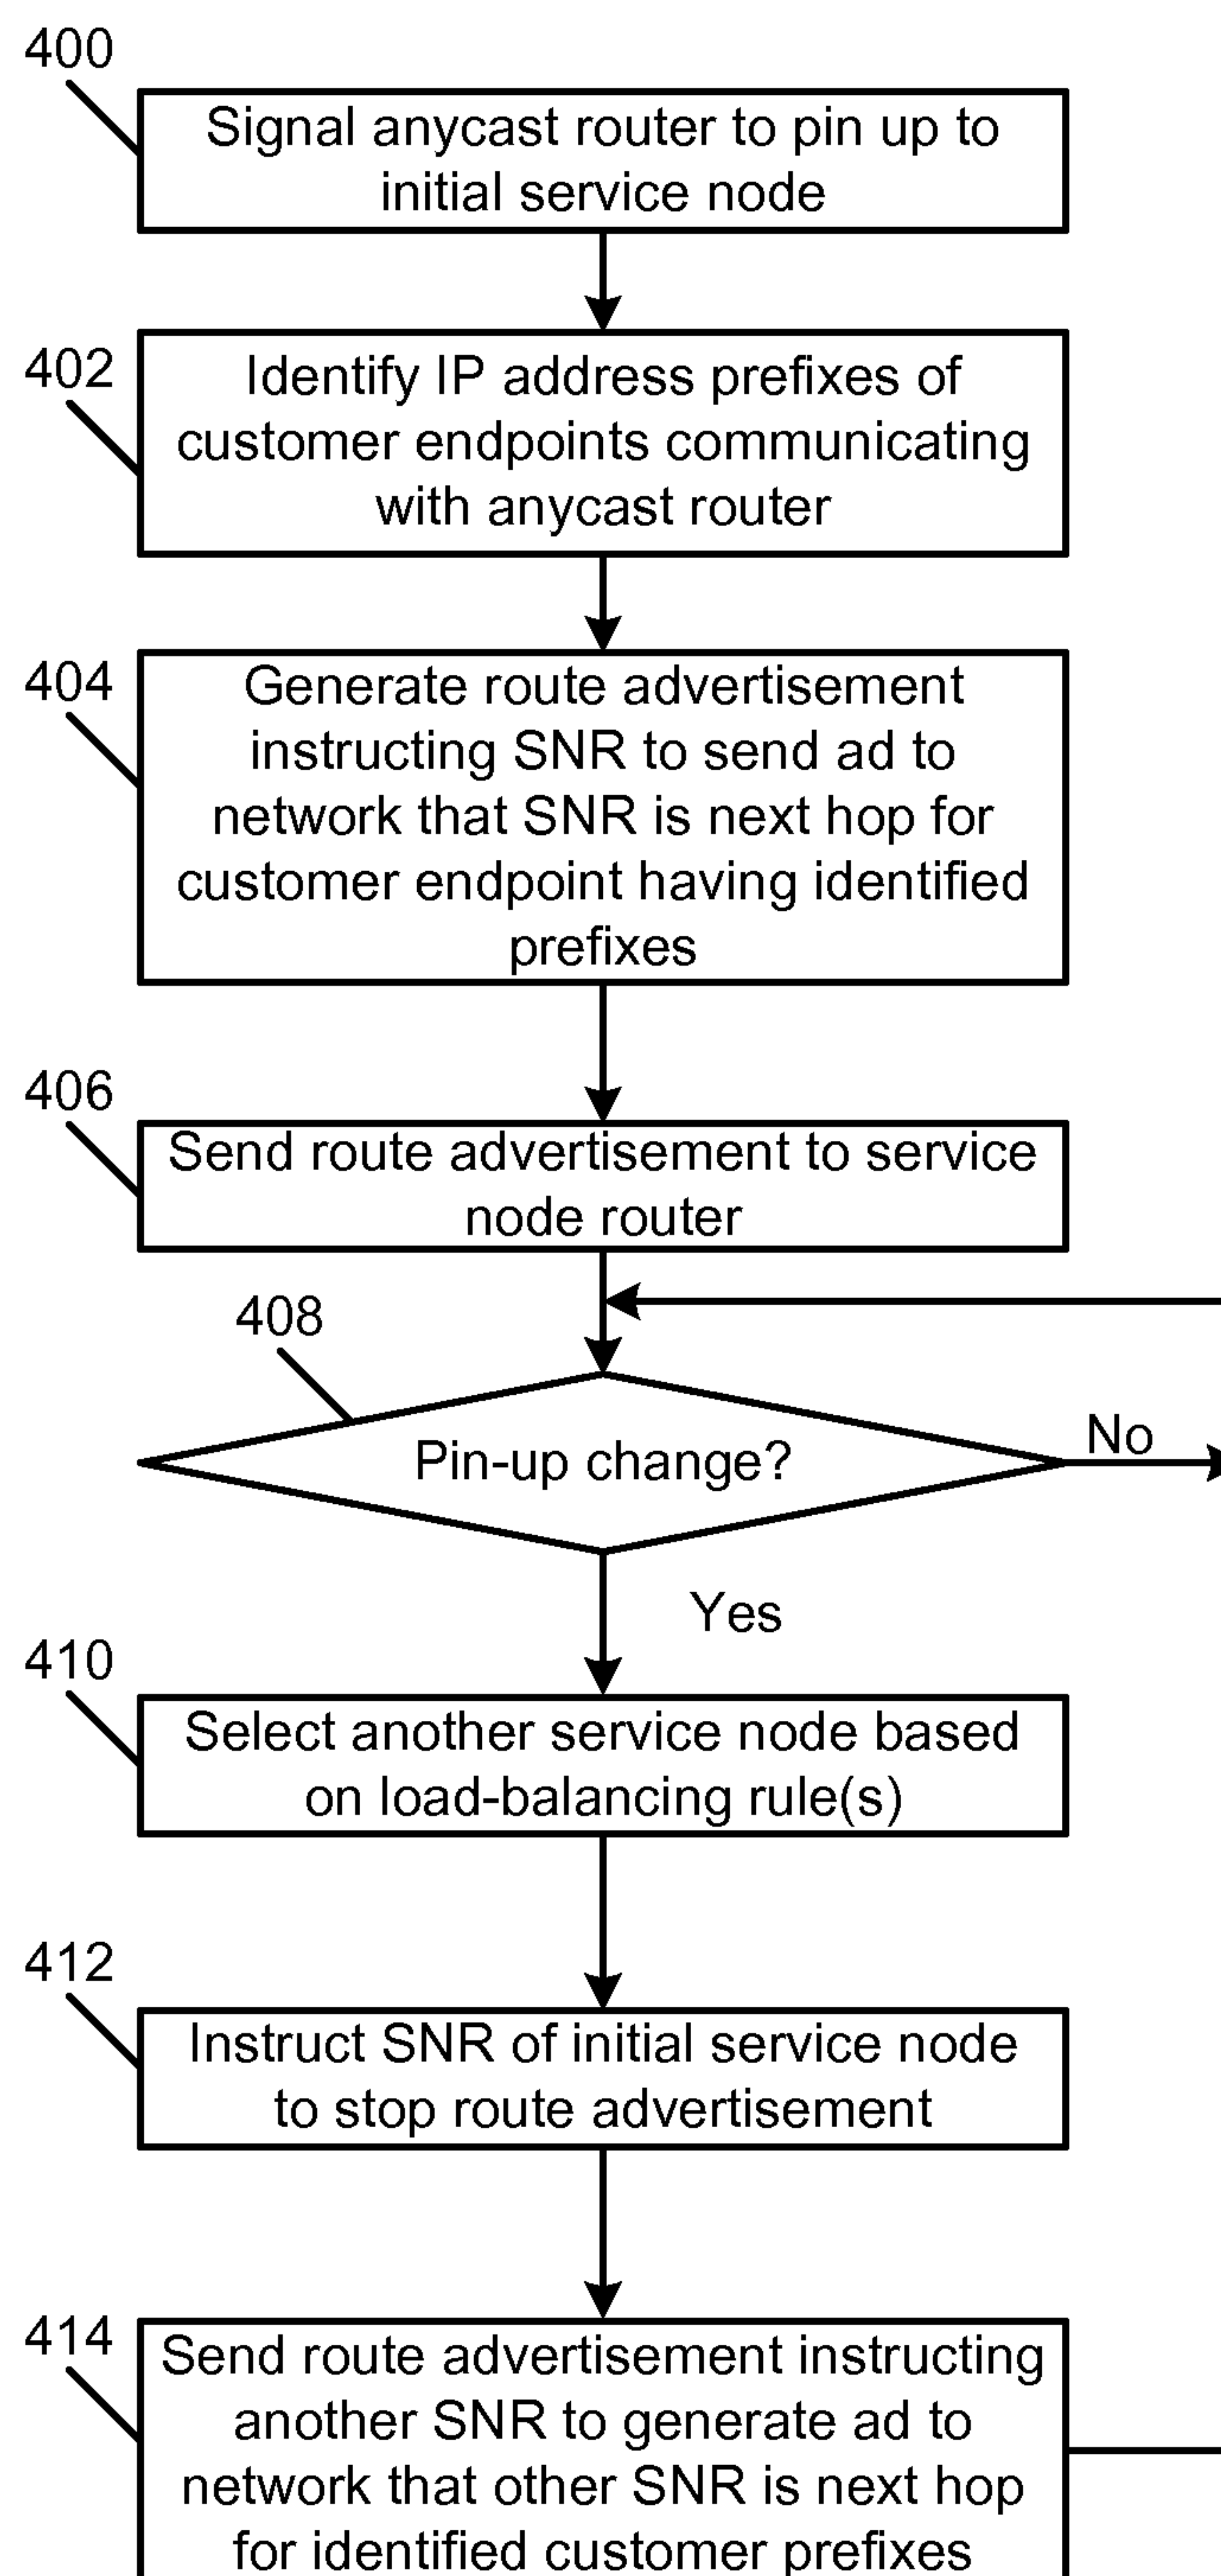 400
Signal anycast router to pin up to
initial service node
402
Identify IP address prefixes of
customer endpoints communicating
with anycast router
404
Generate route advertisement
instructing SNR to send ad to
network that SNR is next hop for
customer endpoint having identified
prefixes
406
Send route advertisement to service
node router
408
Pin-up change?
No
Yes
410
Select another service node based
on load-balancing rule(s)
412
Instruct SNR of initial service node
to stop route advertisement
414
Send route advertisement instructing
another SNR to generate ad to
network that other SNR is next hop
for identified customer prefixes